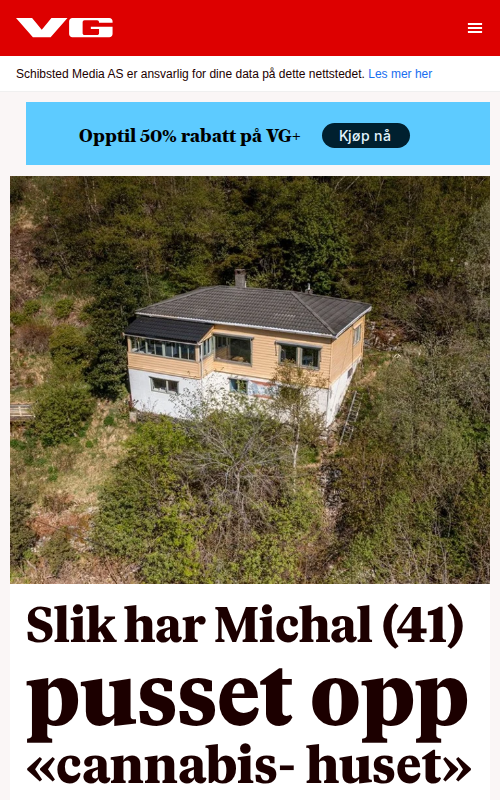 VG
Schibsted Media AS er ansvarlig for dine data på dette nettstedet. Les mer her
Opptil 50% rabatt på VG+ Kjøp nå
Slik har Michal (41)
pusset opp
«cannabis- huset»